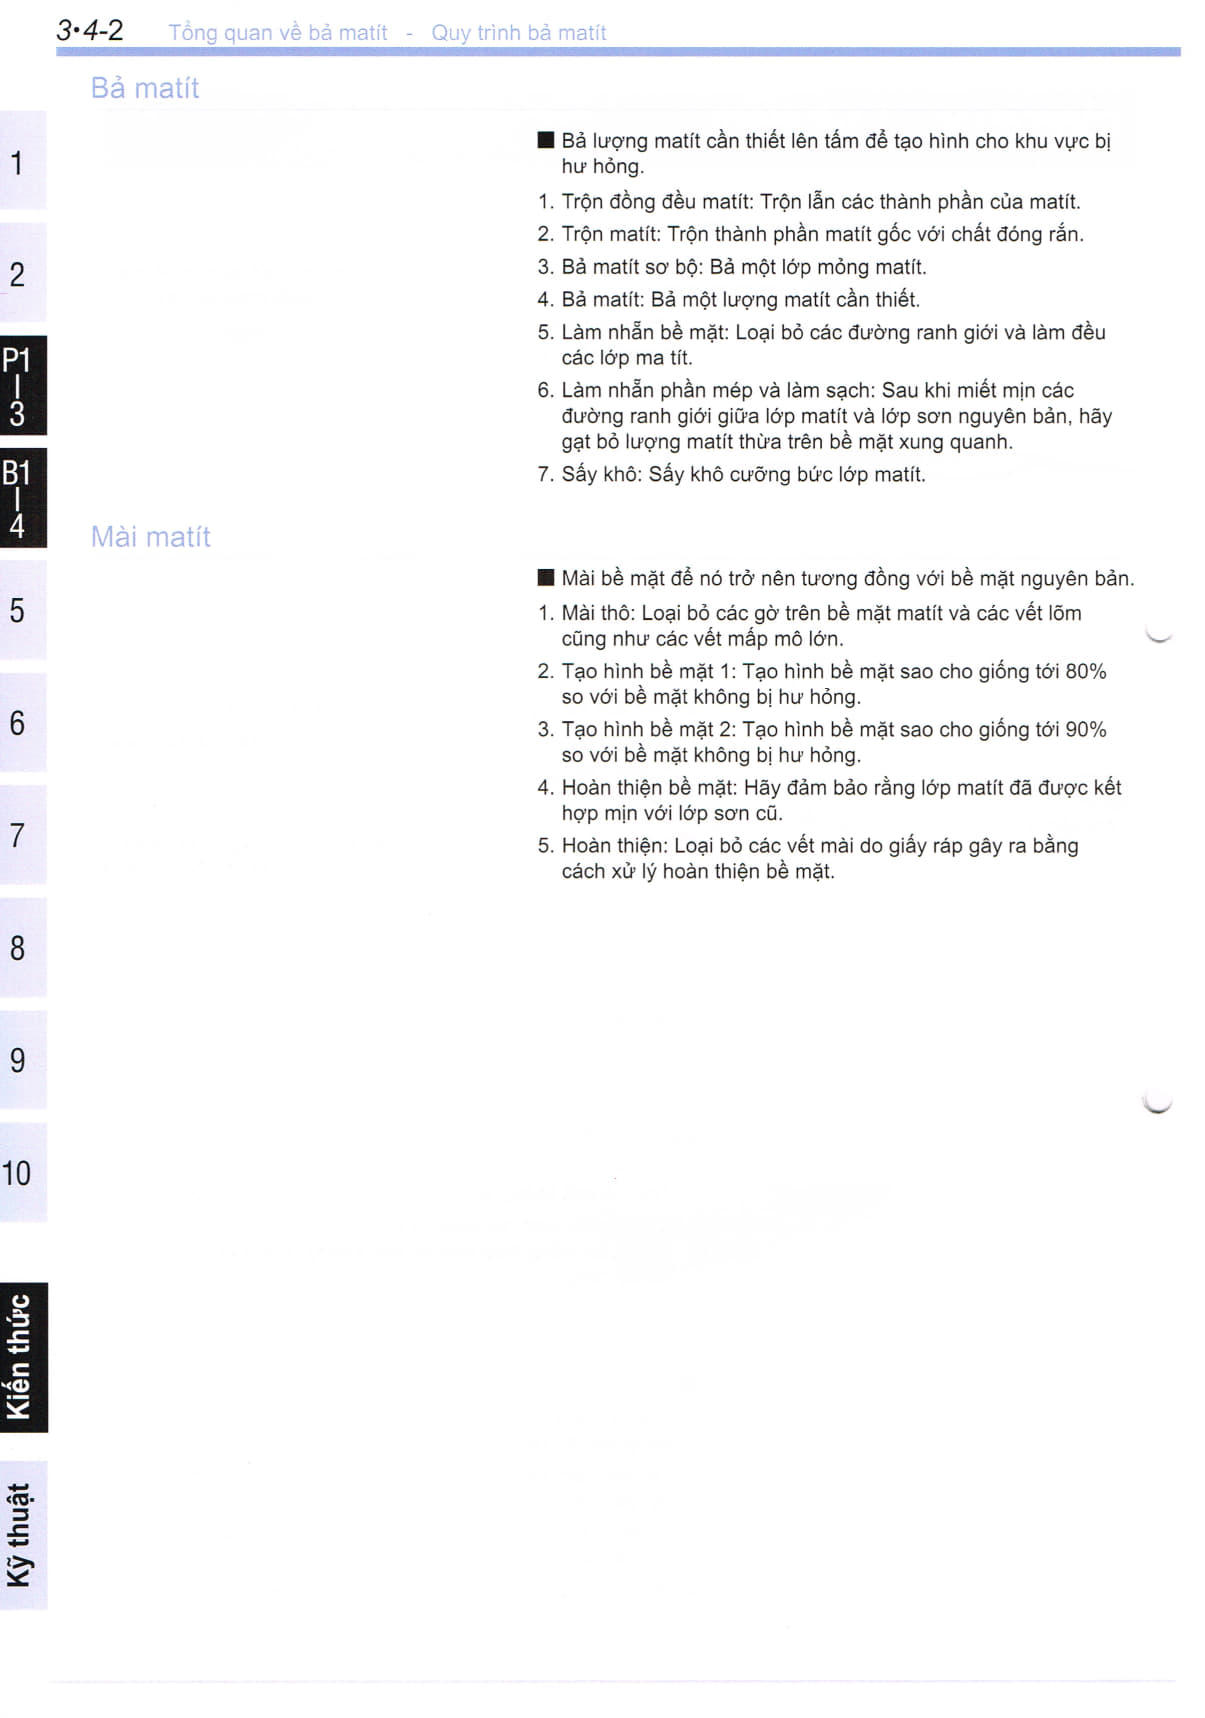 3•4-2 Tổng quan về bả matít - Quy trình bả matít
Bả matít
■ Bả lượng matít cần thiết lên tấm để tạo hình cho khu vực bị
hư hỏng.
1. Trộn đồng đều matít: Trộn lẫn các thành phần của matít.
2. Trộn matít: Trộn thành phần matít gốc với chất đóng rắn.
3. Bả matít sơ bộ: Bả một lớp mỏng matít.
4. Bả matít: Bả một lượng matít cần thiết.
5. Làm nhẵn bề mặt: Loại bỏ các đường ranh giới và làm đều
các lớp ma tít.
6. Làm nhẵn phần mép và làm sạch: Sau khi miết mịn các
đường ranh giới giữa lớp matít và lớp sơn nguyên bản, hãy
gạt bỏ lượng matít thừa trên bề mặt xung quanh.
7. Sấy khô: Sấy khô cưỡng bức lớp matít.
Mài matít
■ Mài bề mặt để nó trở nên tương đồng với bề mặt nguyên bản.
1. Mài thô: Loại bỏ các gờ trên bề mặt matít và các vết lõm
cũng như các vết mấp mô lớn.
2. Tạo hình bề mặt 1: Tạo hình bề mặt sao cho giống tới 80%
so với bề mặt không bị hư hỏng.
3. Tạo hình bề mặt 2: Tạo hình bề mặt sao cho giống tới 90%
so với bề mặt không bị hư hỏng.
4. Hoàn thiện bề mặt: Hãy đảm bảo rằng lớp matít đã được kết
hợp mịn với lớp sơn cũ.
5. Hoàn thiện: Loại bỏ các vết mài do giấy ráp gây ra bằng
cách xử lý hoàn thiện bề mặt.
1
2
P1
|
3
B1
|
4
5
6
7
8
9
10
Kiến thức
Kỹ thuật